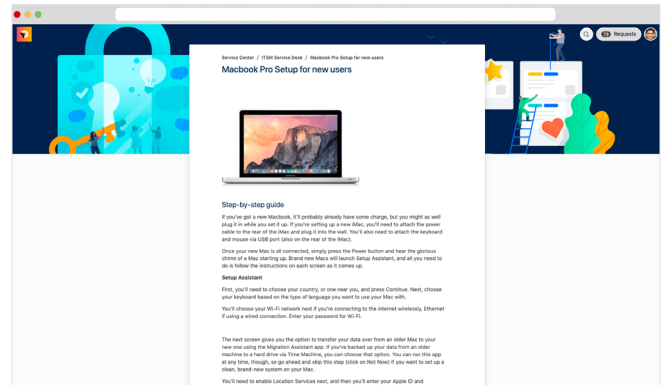 78 Requests
Service Center / ITSM Service Desk / Macbook Pro Setup for new users
Macbook Pro Setup for new users
Step-by-step guide
If you've got a new Macbook, it'll probably already have some charge, but you might as well
plug it in while you set it up. If you're setting up a new iMac, you'll need to attach the power
cable to the rear of the iMac and plug it into the wall. You'll also need to attach the keyboard
and mouse via USB port (also on the rear of the iMac).
Once your new Mac is all connected, simply press the Power button and hear the glorious
chime of a Mac starting up. Brand new Macs will launch Setup Assistant, and all you need to
do is follow the instructions on each screen as it comes up.
Setup Assistant
First, you'll need to choose your country, or one near you, and press Continue. Next, choose
your keyboard based on the type of language you want to use your Mac with.
You'll choose your Wi-Fi network next if you're connecting to the internet wirelessly, Ethernet
if using a wired connection. Enter your password for Wi-Fi.
The next screen gives you the option to transfer your data over from an older Mac to your
new one using the Migration Assistant app. If you've backed up your data from an older
machine to a hard drive via Time Machine, you can choose that option. You can run this app
at any time, though, so go ahead and skip this step (click on Not Now) if you want to set up a
clean, brand-new system on your Mac.
You'll need to enable Location Services next, and then you'll enter your Apple ID and